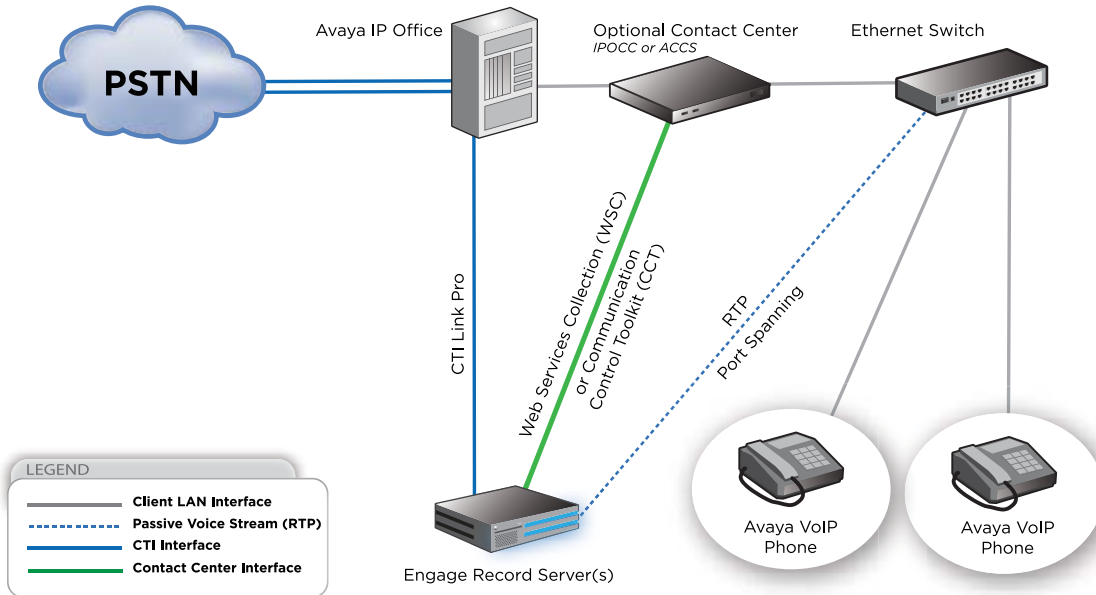 Avaya IP Office
Optional Contact Center
IPOCC or ACCS
Ethernet Switch
PSTN
CTI Link Pro
Web Services Collection (WSC)
or Communication
Control Toolkit (CCT)
RTP
Port Spanning
LEGEND
Client LAN Interface
Passive Voice Stream (RTP)
CTI Interface
Contact Center Interface
Engage Record Server(s)
Avaya VoIP
Phone
Avaya VoIP
Phone